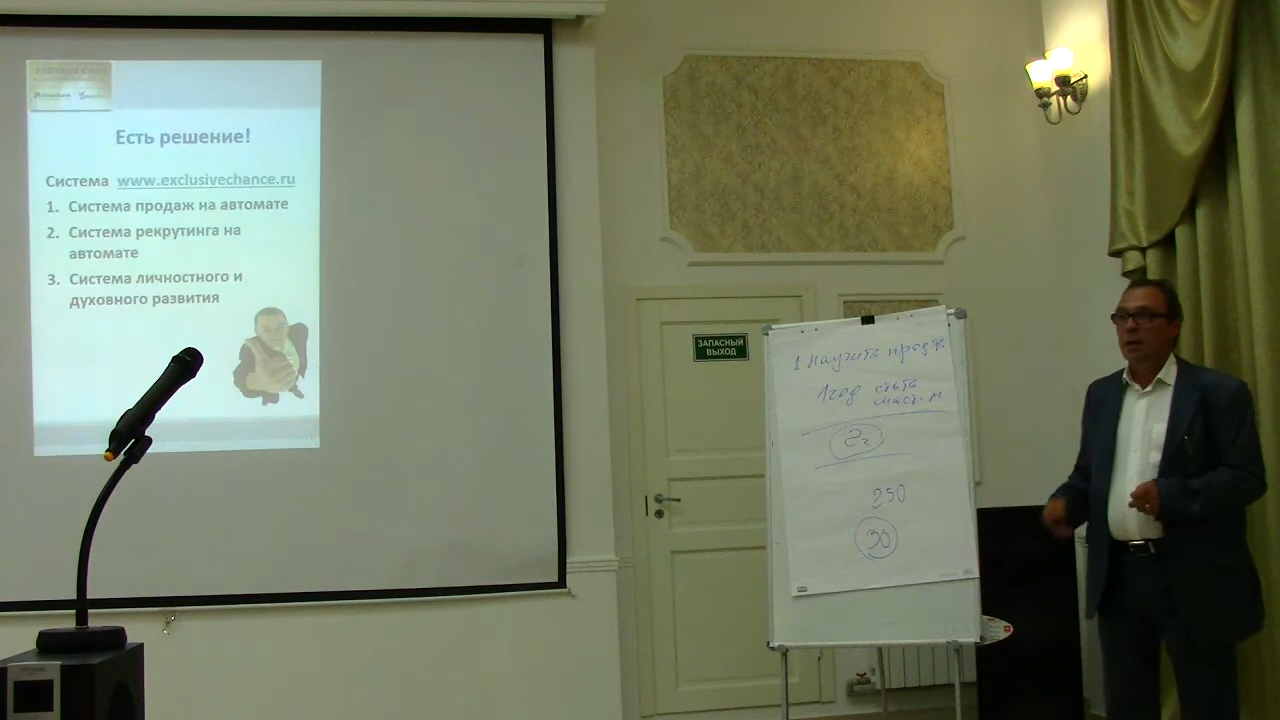 Есть решение!
Система www.exclusivechance.ru
1. Система продаж на автомате
2. Система рекрутинга на
автомате
3. Система личностного и
духовного развития
ЗАПАСНЫЙ
ВЫХОД
1 научить
1 год стать
2г
250
30